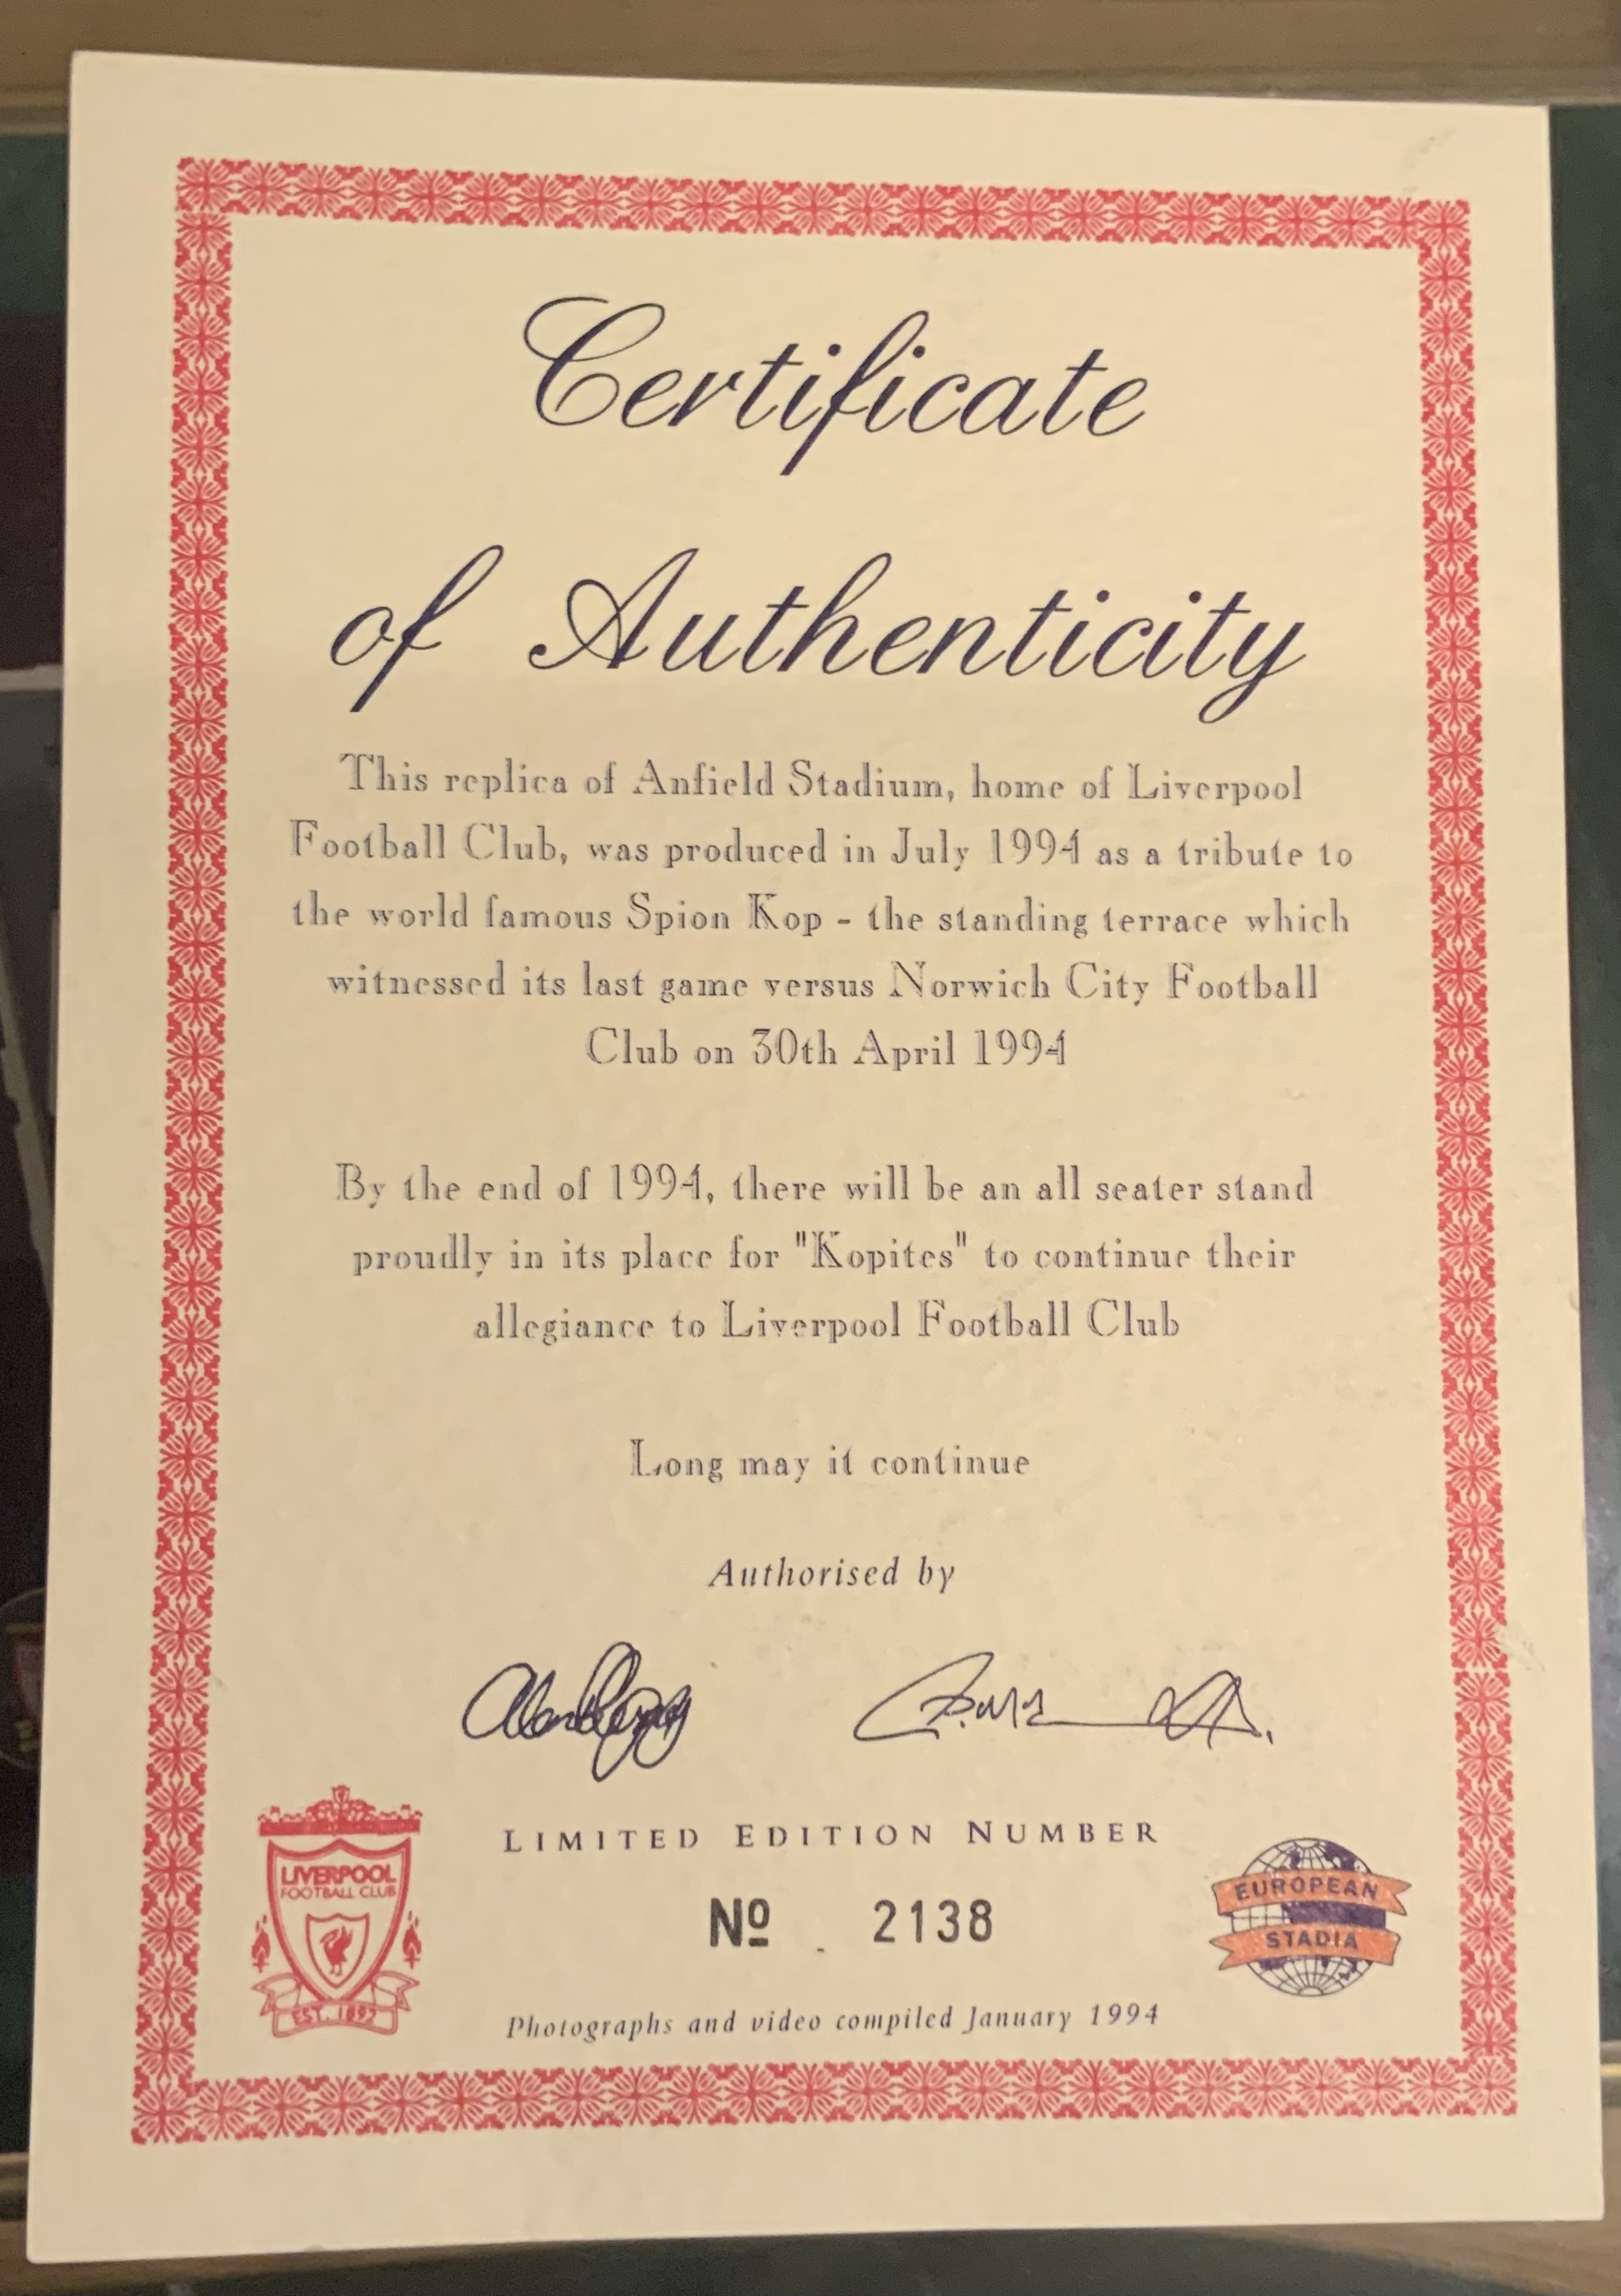 Certificate
of Authenticity
This replica of Anfield Stadium, home of Liverpool
Football Club, was produced in July 1994 as a tribute to
the world famous Spion Kop - the standing terrace which
witnessed its last game versus Norwich City Football
Club on 30th April 1994
By the end of 1994, there will be an all seater stand
proudly in its place for "Kopites" to continue their
allegiance to Liverpool Football Club
Long may it continue
Authorised by
LIMITED EDITION NUMBER
Nº 2138
Photographs and video compiled January 1994
LIVERPOOL
FOOTBALL CLUB
EST. 1892
EUROPEAN
STADIA